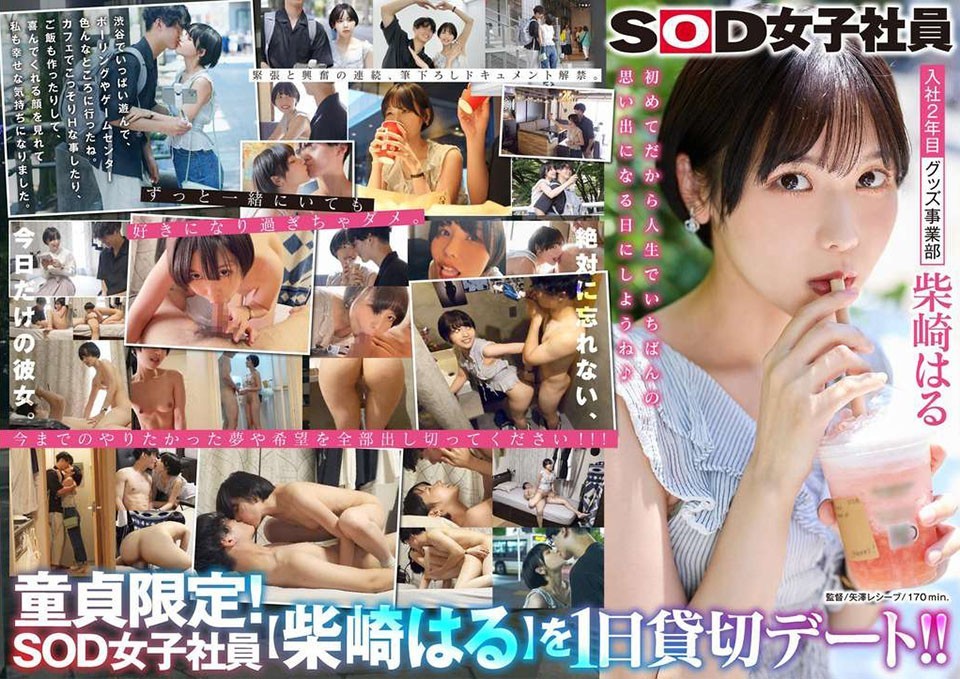 渋谷でいっぱい遊んで、
ボーリングやゲームセンター
色んなところに行ったね。
カフェでこっそりHな事したり、
ご飯も作ったりして、
喜んでくれる顔を見れて
私も幸せな気持ちになりました。
緊張と興奮の連続、筆下ろしドキュメント解禁。
ずっと一緒にいても
好きになり過ぎちゃダメ。
絶対に忘れない、
今日だけの彼女。
今までのやりたかった夢や希望を全部出し切ってください!!!
童貞限定!
SOD女子社員【柴崎はる】を1日貸切デート!!
SOD女子社員
入社2年目 グッズ事業部
柴崎はる
初めてだから人生でいちばんの
思い出になる日にしようね♪
監督/矢澤レシーブ/170min.